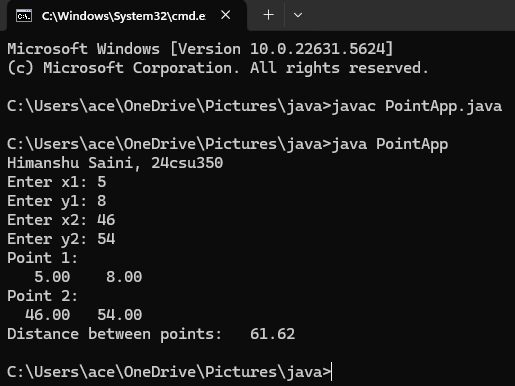 C:\Windows\System32\cmd.e
Microsoft Windows [Version 10.0.22631.5624]
(c) Microsoft Corporation. All rights reserved.
C:\Users\ace\OneDrive\Pictures\java>javac PointApp.java
C:\Users\ace\OneDrive\Pictures\java>java PointApp
Himanshu Saini, 24csu350
Enter x1: 5
Enter y1: 8
Enter x2: 46
Enter y2: 54
Point 1:
   5.00    8.00
Point 2:
  46.00   54.00
Distance between points:   61.62
C:\Users\ace\OneDrive\Pictures\java>